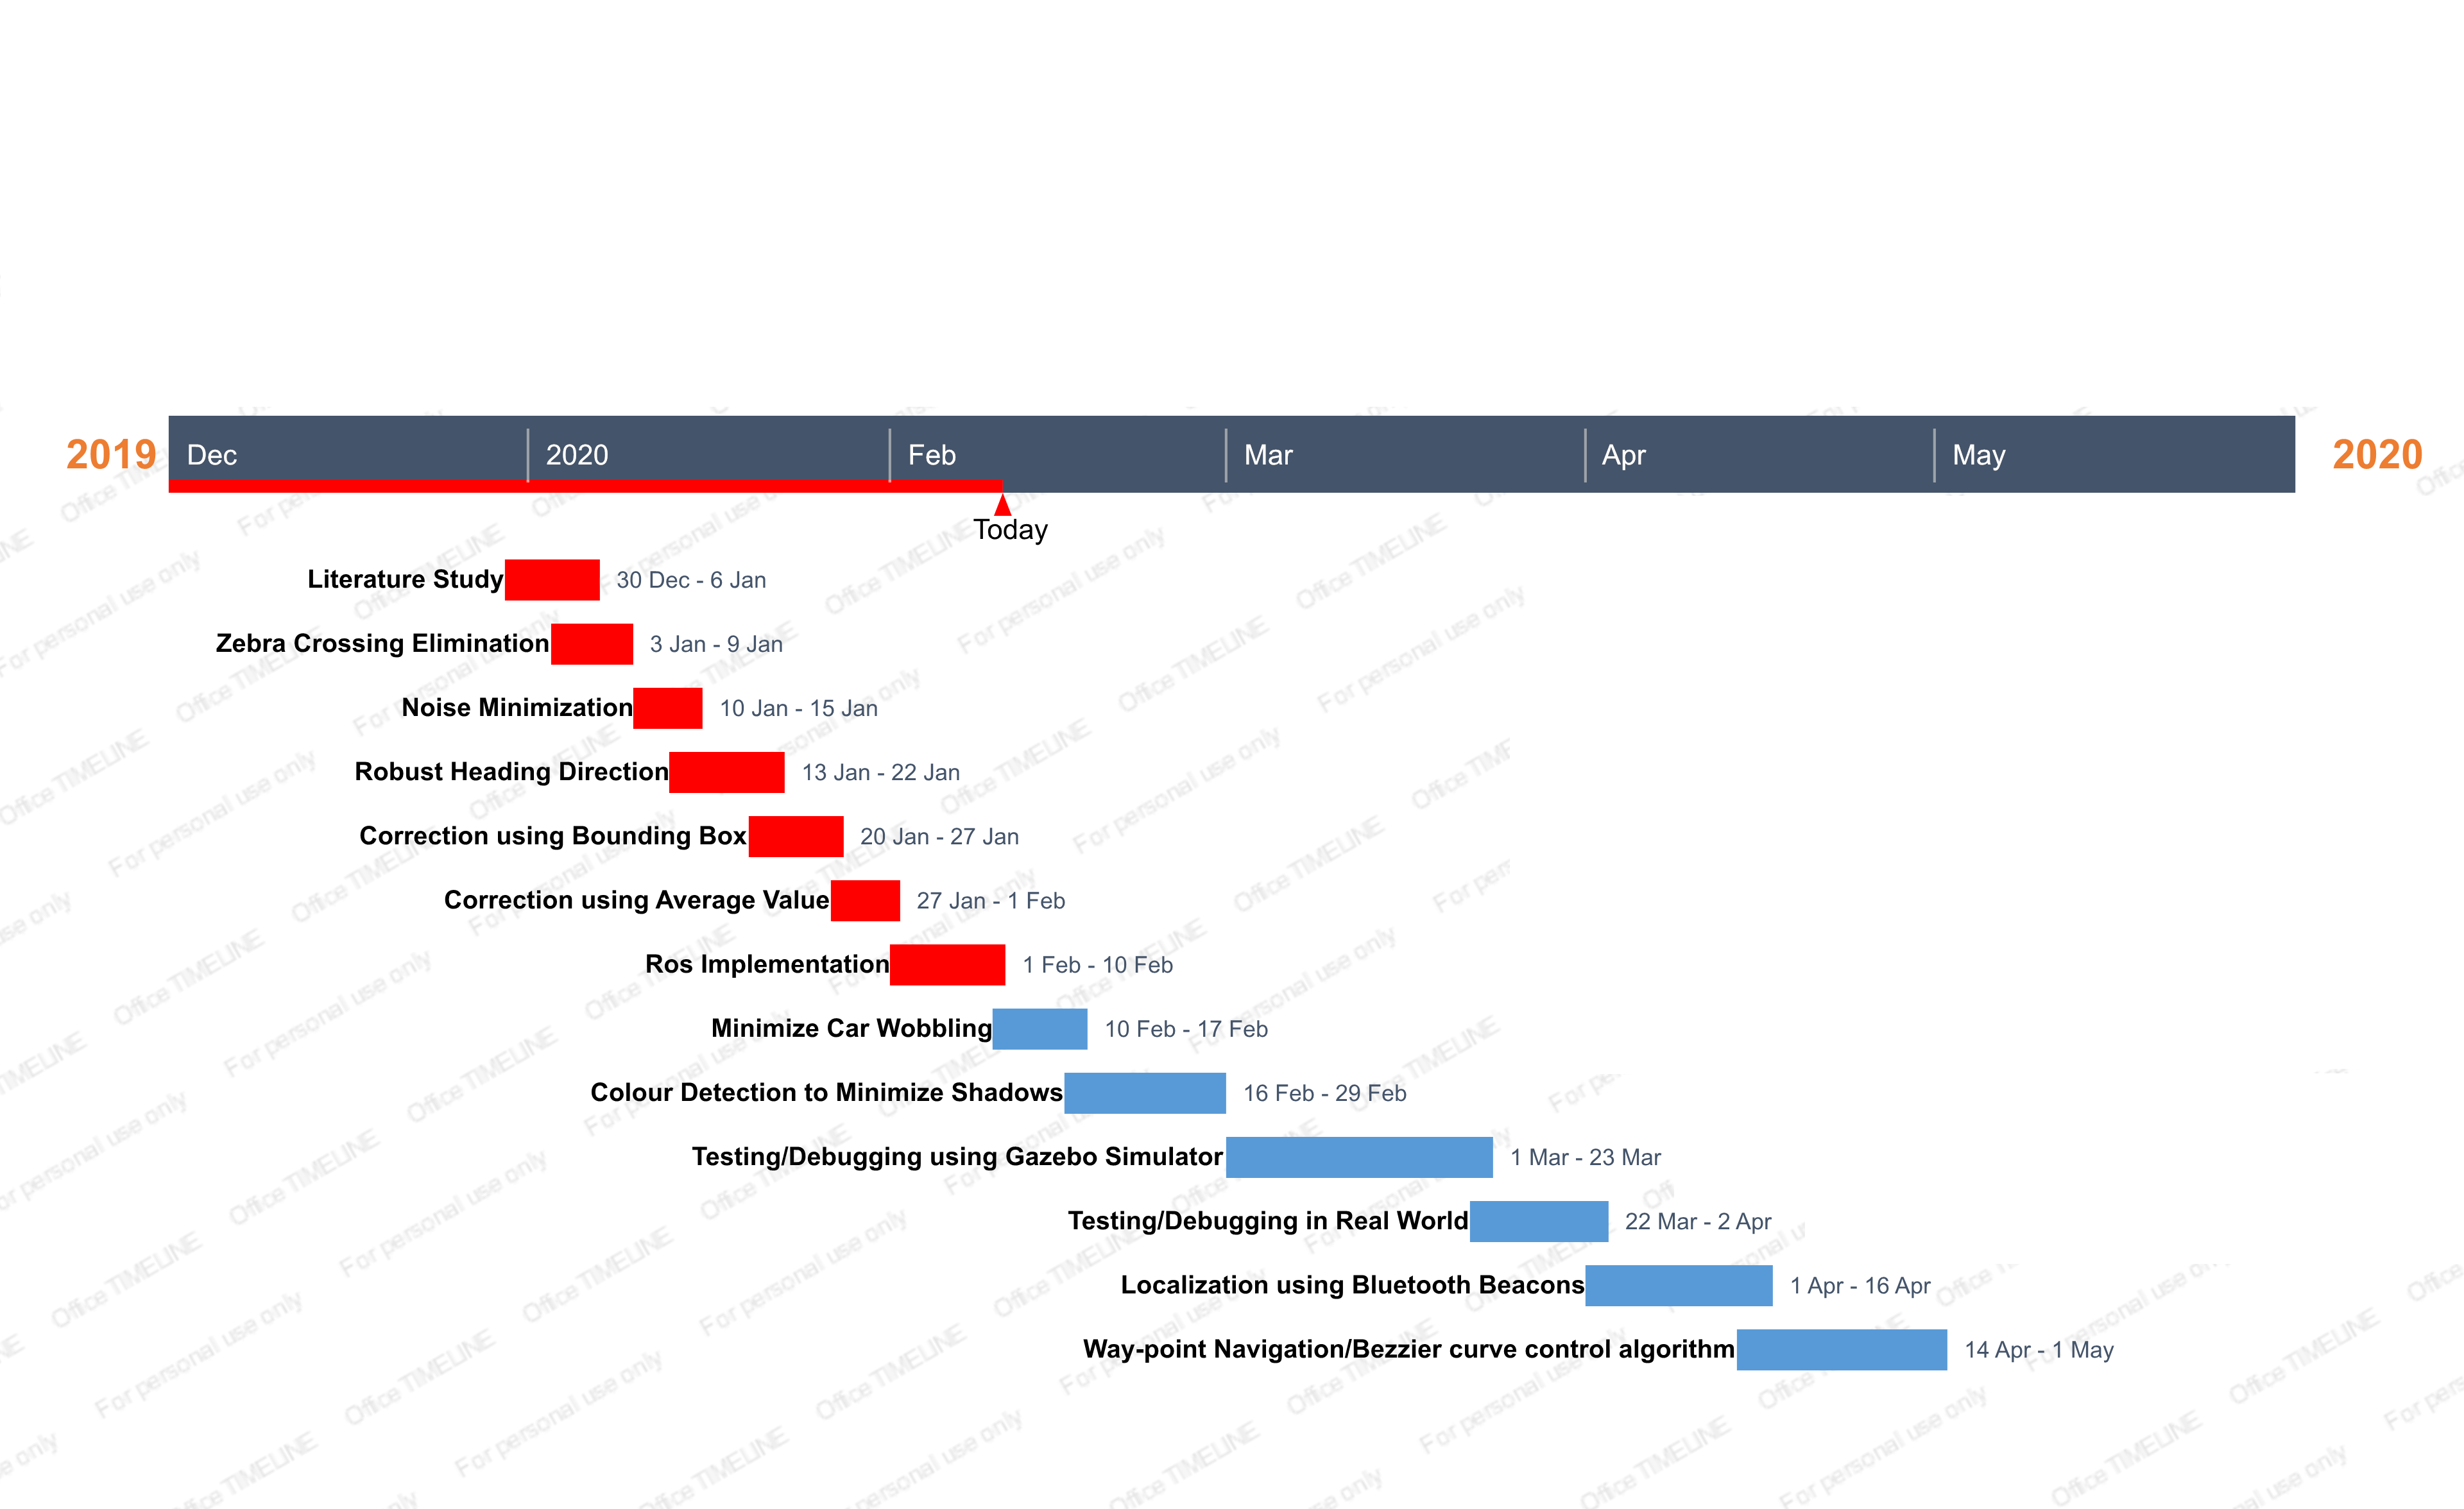 2019 Dec 2020 Feb Mar Apr May 2020
Today
Literature Study 30 Dec - 6 Jan
Zebra Crossing Elimination 3 Jan - 9 Jan
Noise Minimization 10 Jan - 15 Jan
Robust Heading Direction 13 Jan - 22 Jan
Correction using Bounding Box 20 Jan - 27 Jan
Correction using Average Value 27 Jan - 1 Feb
Ros Implementation 1 Feb - 10 Feb
Minimize Car Wobbling 10 Feb - 17 Feb
Colour Detection to Minimize Shadows 16 Feb - 29 Feb
Testing/Debugging using Gazebo Simulator 1 Mar - 23 Mar
Testing/Debugging in Real World 22 Mar - 2 Apr
Localization using Bluetooth Beacons 1 Apr - 16 Apr
Way-point Navigation/Bezzier curve control algorithm 14 Apr - 1 May
Office TIMELINE For personal use only